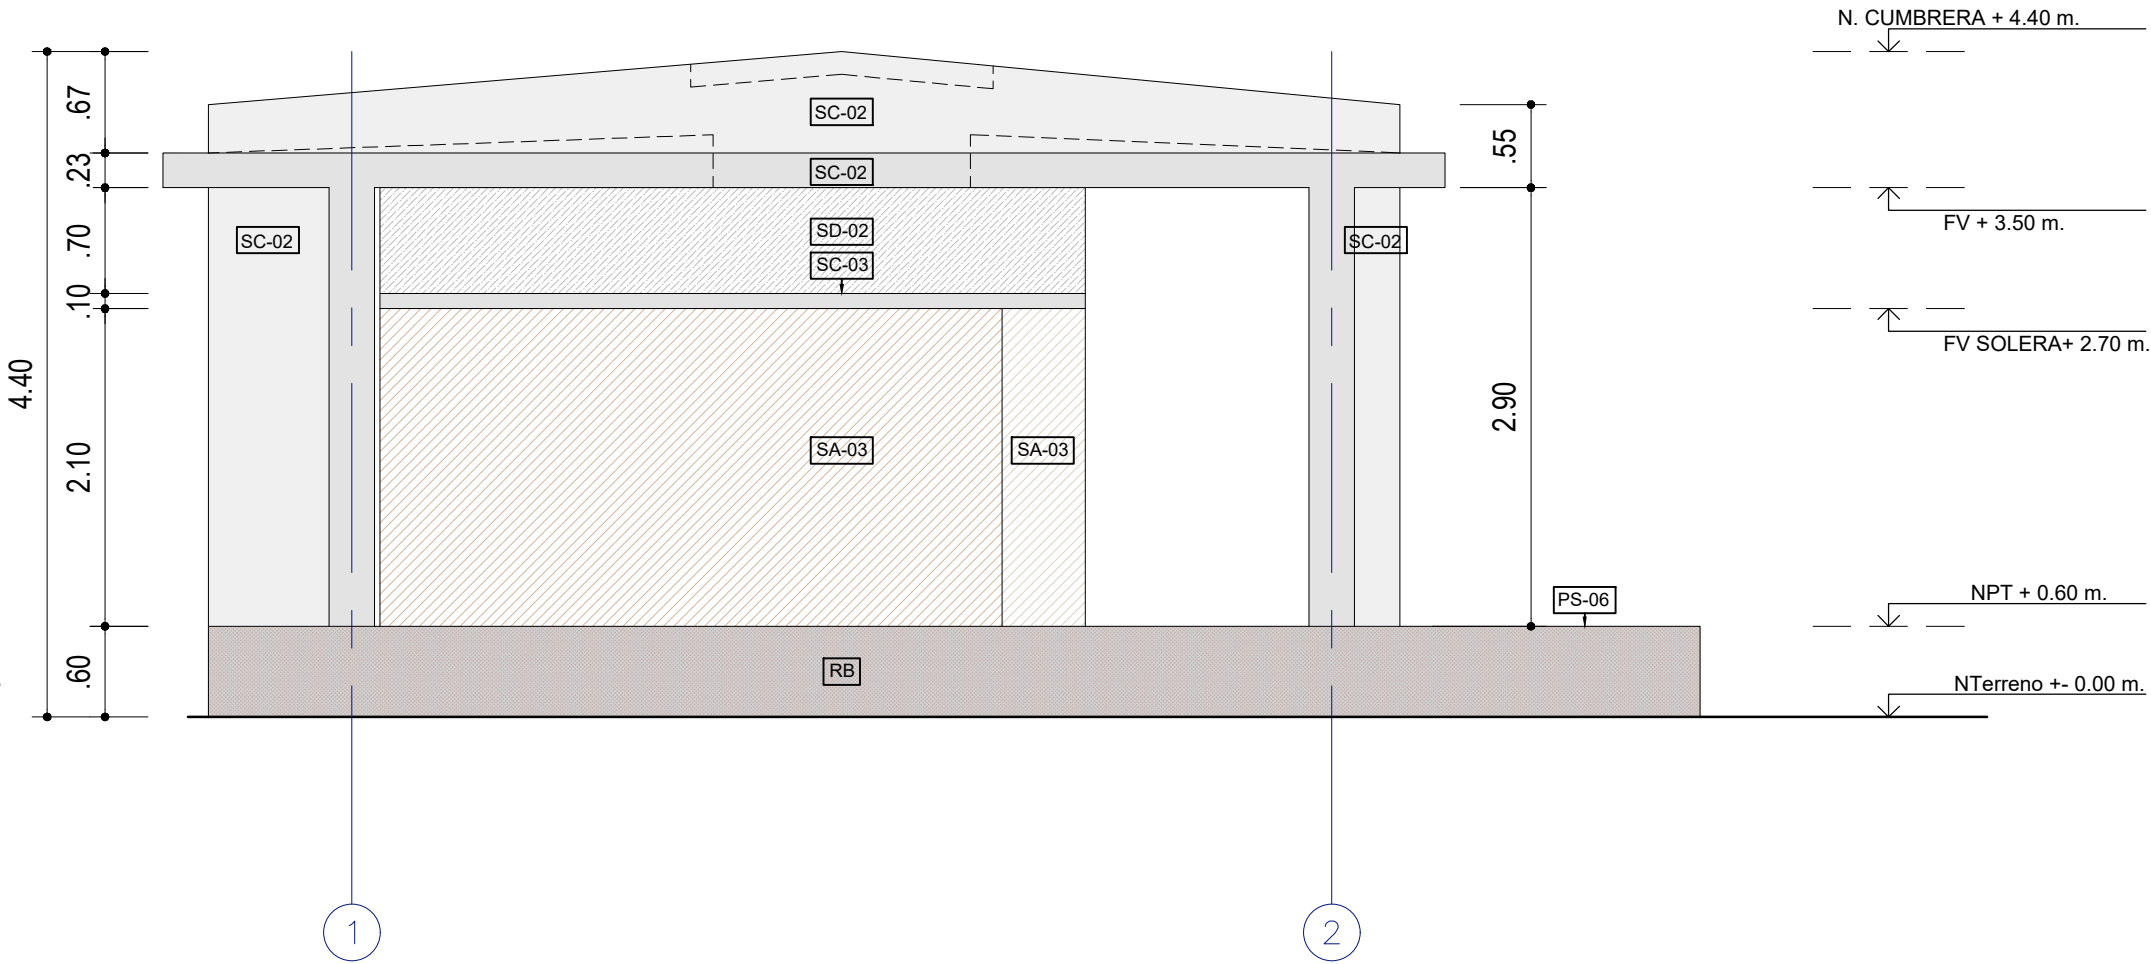 N. CUMBRERA + 4.40 m.
.67
SC-02
.55
.23
SC-02
FV + 3.50 m.
.70
SC-02
SD-02
SC-02
SC-03
.10
FV SOLERA+ 2.70 m.
4.40
2.90
2.10
SA-03
SA-03
PS-06
NPT + 0.60 m.
.60
RB
NTerreno +- 0.00 m.
1
2